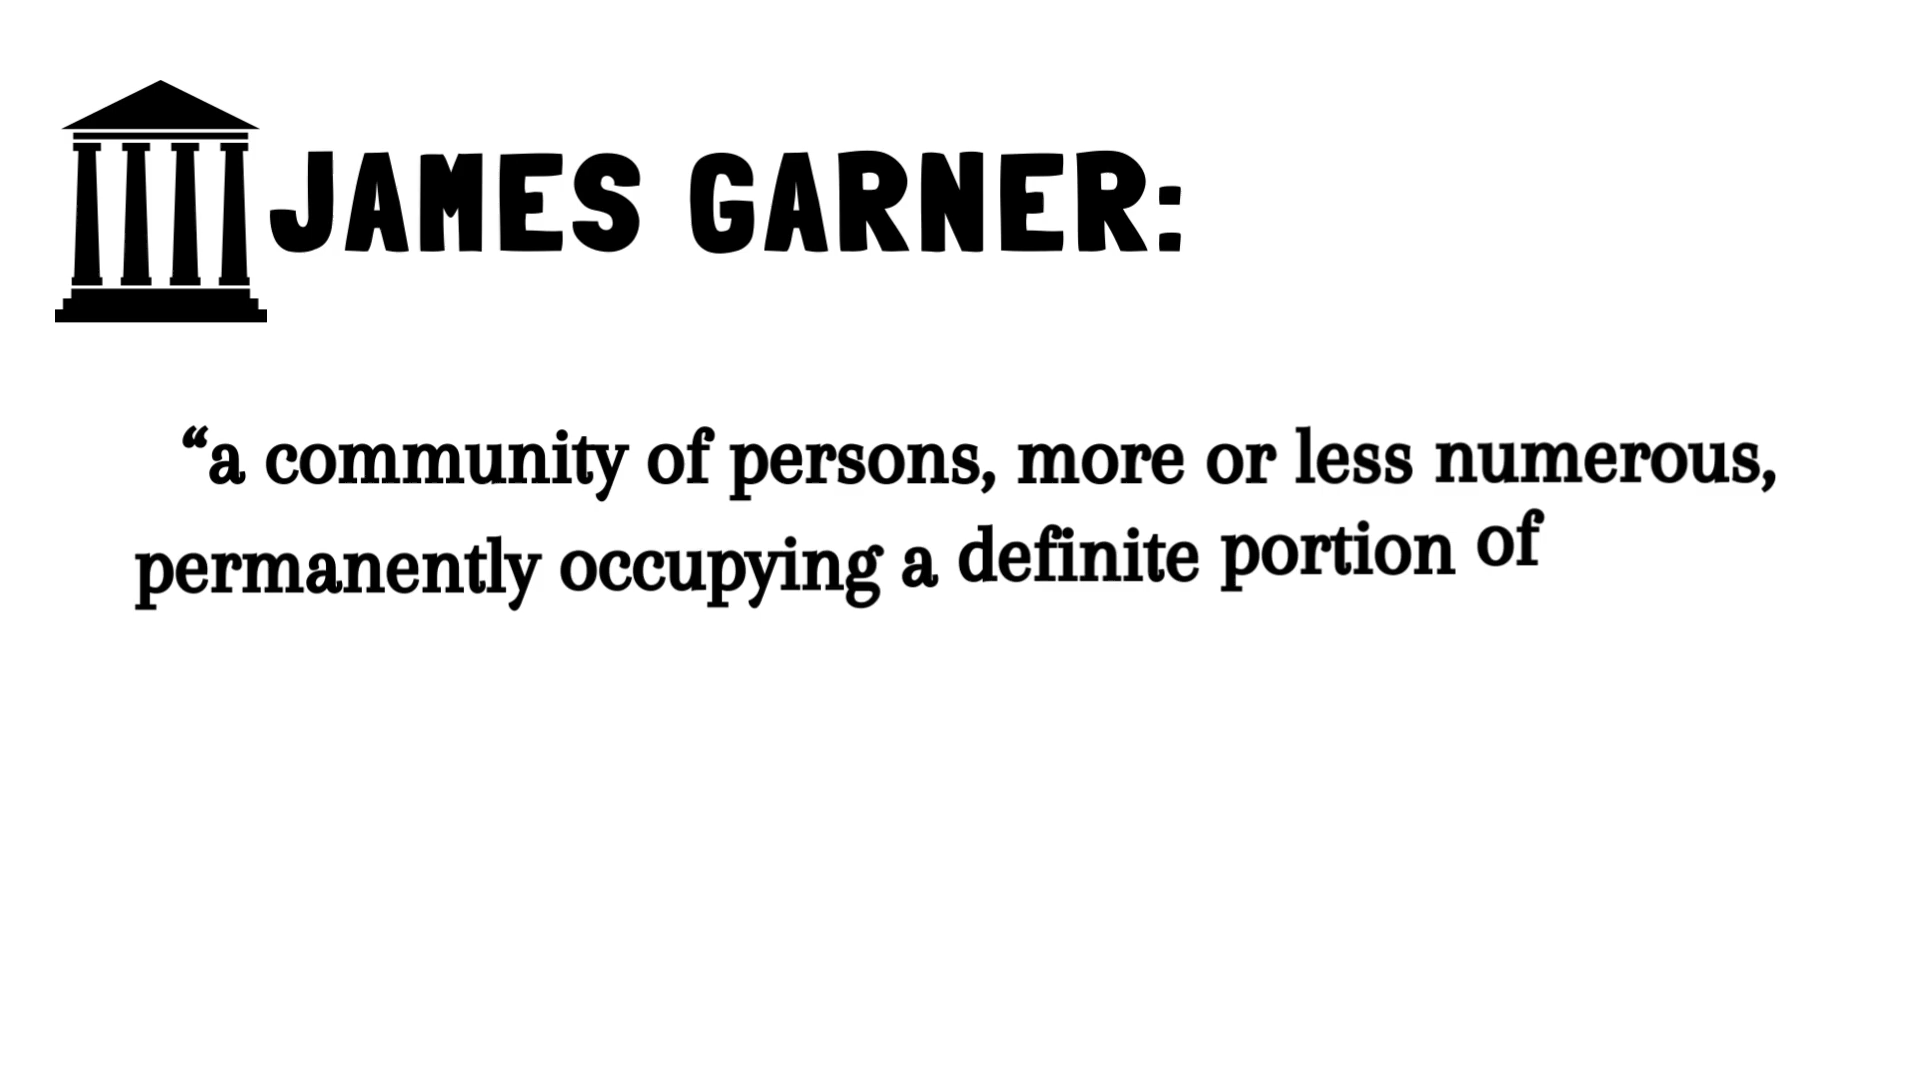 JAMES GARNER:
“a community of persons, more or less numerous,
permanently occupying a definite portion of